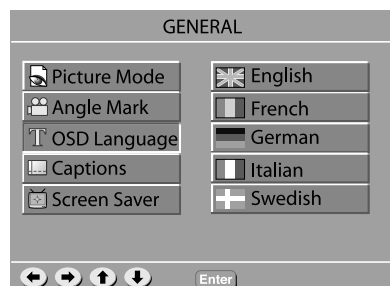 GENERAL
Picture Mode
Angle Mark
T OSD Language
Captions
Screen Saver
English
French
German
Italian
Swedish
Enter